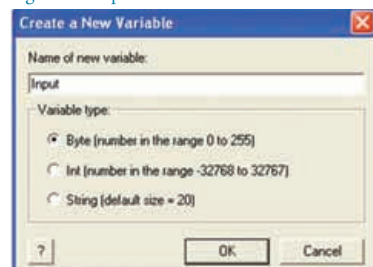 Create a New Variable
Name of new variable:
Input
Variable type:
Byte (number in the range 0 to 255)
Int (number in the range -32768 to 32767)
String (default size = 20)
?
OK
Cancel